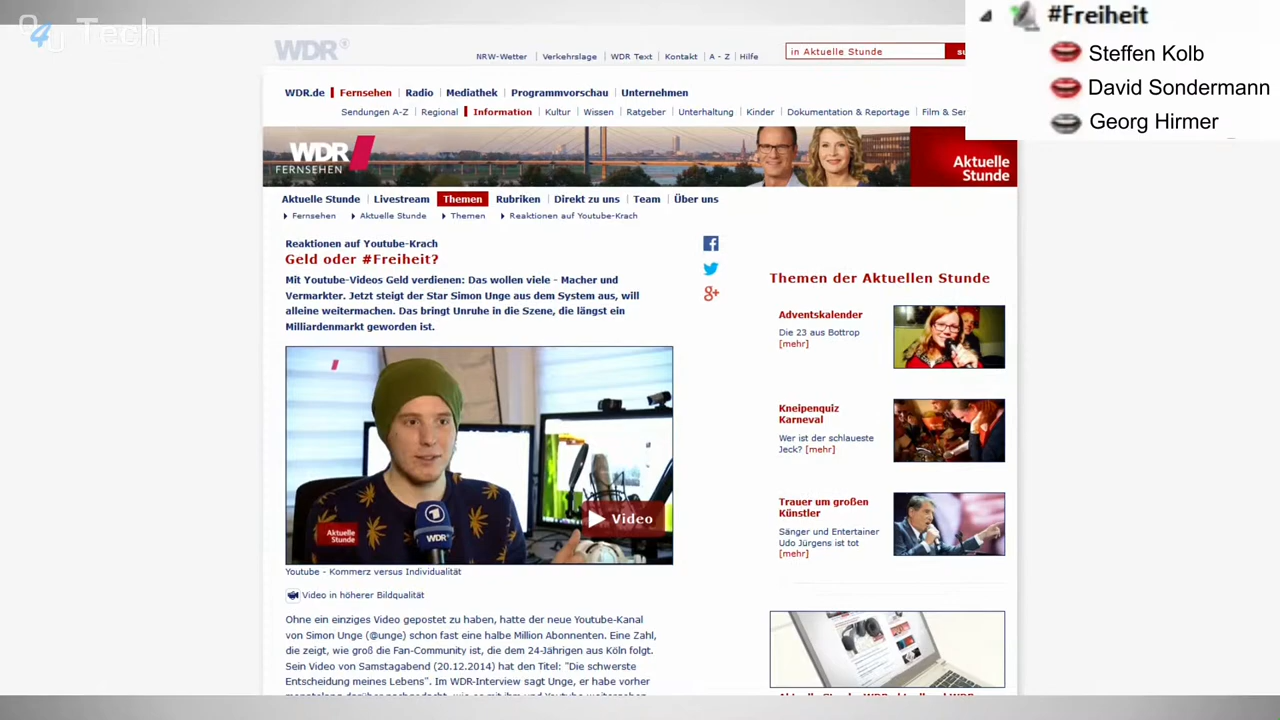 O4U Tech
#Freiheit
Steffen Kolb
David Sondermann
Georg Hirmer
WDR
NRW-Wetter
Verkehrslage
WDR Text
Kontakt
A - Z
Hilfe
in Aktuelle Stunde
su
WDR.de
Fernsehen
Radio
Mediathek
Programmvorschau
Unternehmen
Sendungen A-Z
Regional
Information
Kultur
Wissen
Ratgeber
Unterhaltung
Kinder
Dokumentation & Reportage
Film & Se
WDR
FERNSEHEN
Aktuelle
Stunde
Aktuelle Stunde
Livestream
Themen
Rubriken
Direkt zu uns
Team
Über uns
Fernsehen
Aktuelle Stunde
Themen
Reaktionen auf Youtube-Krach
Reaktionen auf Youtube-Krach
Geld oder #Freiheit?
Mit Youtube-Videos Geld verdienen: Das wollen viele - Macher und
Vermarkter. Jetzt steigt der Star Simon Unge aus dem System aus, will
alleine weitermachen. Das bringt Unruhe in die Szene, die längst ein
Milliardenmarkt geworden ist.
Aktuelle
Stunde
WDR
Video
Youtube - Kommerz versus Individualität
Video in höherer Bildqualität
Ohne ein einziges Video gepostet zu haben, hatte der neue Youtube-Kanal
von Simon Unge (@unge) schon fast eine halbe Million Abonnenten. Eine Zahl,
die zeigt, wie groß die Fan-Community ist, die dem 24-Jährigen aus Köln folgt.
Sein Video von Samstagabend (20.12.2014) hat den Titel: "Die schwerste
Entscheidung meines Lebens". Im WDR-Interview sagt Unge, er habe vorher
Themen der Aktuellen Stunde
Adventskalender
Die 23 aus Bottrop
[mehr]
Kneipenquiz
Karneval
Wer ist der schlaueste
Jeck? [mehr]
Trauer um großen
Künstler
Sänger und Entertainer
Udo Jürgens ist tot
[mehr]